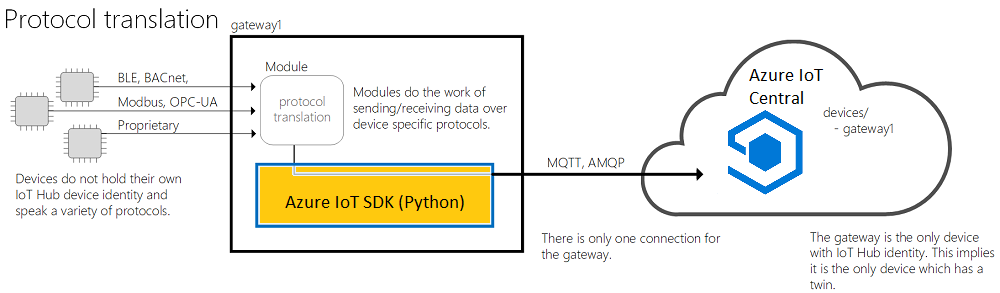 Protocol translation
gateway1
Module
BLE, BACnet,
Modbus, OPC-UA
Proprietary
protocol
translation
Modules do the work of
sending/receiving data over
device specific protocols.
Devices do not hold their own
IoT Hub device identity and
speak a variety of protocols.
Azure IoT SDK (Python)
MQTT, AMQP
There is only one connection for
the gateway.
Azure IoT
Central
devices/
- gateway1
The gateway is the only device
with IoT Hub identity. This implies
it is the only device which has a
twin.